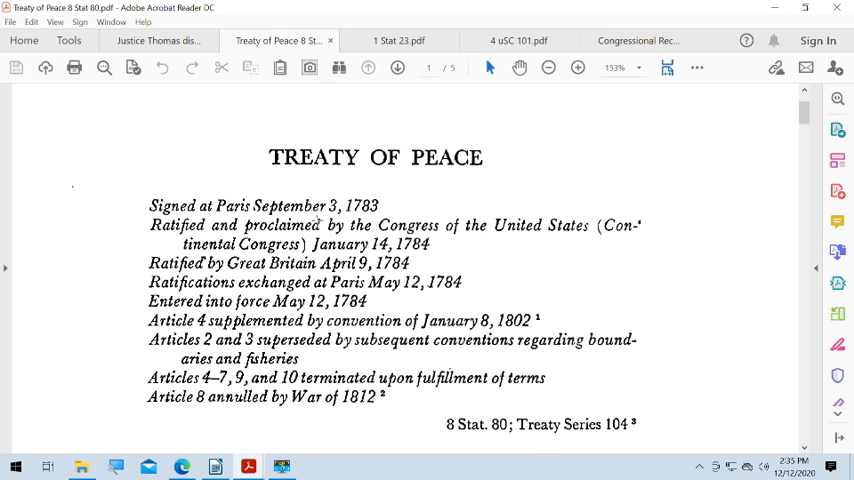 Treaty of Peace 8 Stat 80.pdf - Adobe Acrobat Reader DC
File Edit View Sign Window Help
Home Tools Justice Thomas dis... Treaty of Peace 8 St... × 1 Stat 23.pdf 4 uSC 101.pdf Congressional Rec... Sign In
1 / 5 153%
TREATY OF PEACE
Signed at Paris September 3, 1783
Ratified and proclaimed by the Congress of the United States (Con-
tinental Congress) January 14, 1784
Ratified by Great Britain April 9, 1784
Ratifications exchanged at Paris May 12, 1784
Entered into force May 12, 1784
Article 4 supplemented by convention of January 8, 1802 ¹
Articles 2 and 3 superseded by subsequent conventions regarding bound-
aries and fisheries
Articles 4–7, 9, and 10 terminated upon fulfillment of terms
Article 8 annulled by War of 1812 ²
8 Stat. 80; Treaty Series 104 ³
2:35 PM
12/12/2020